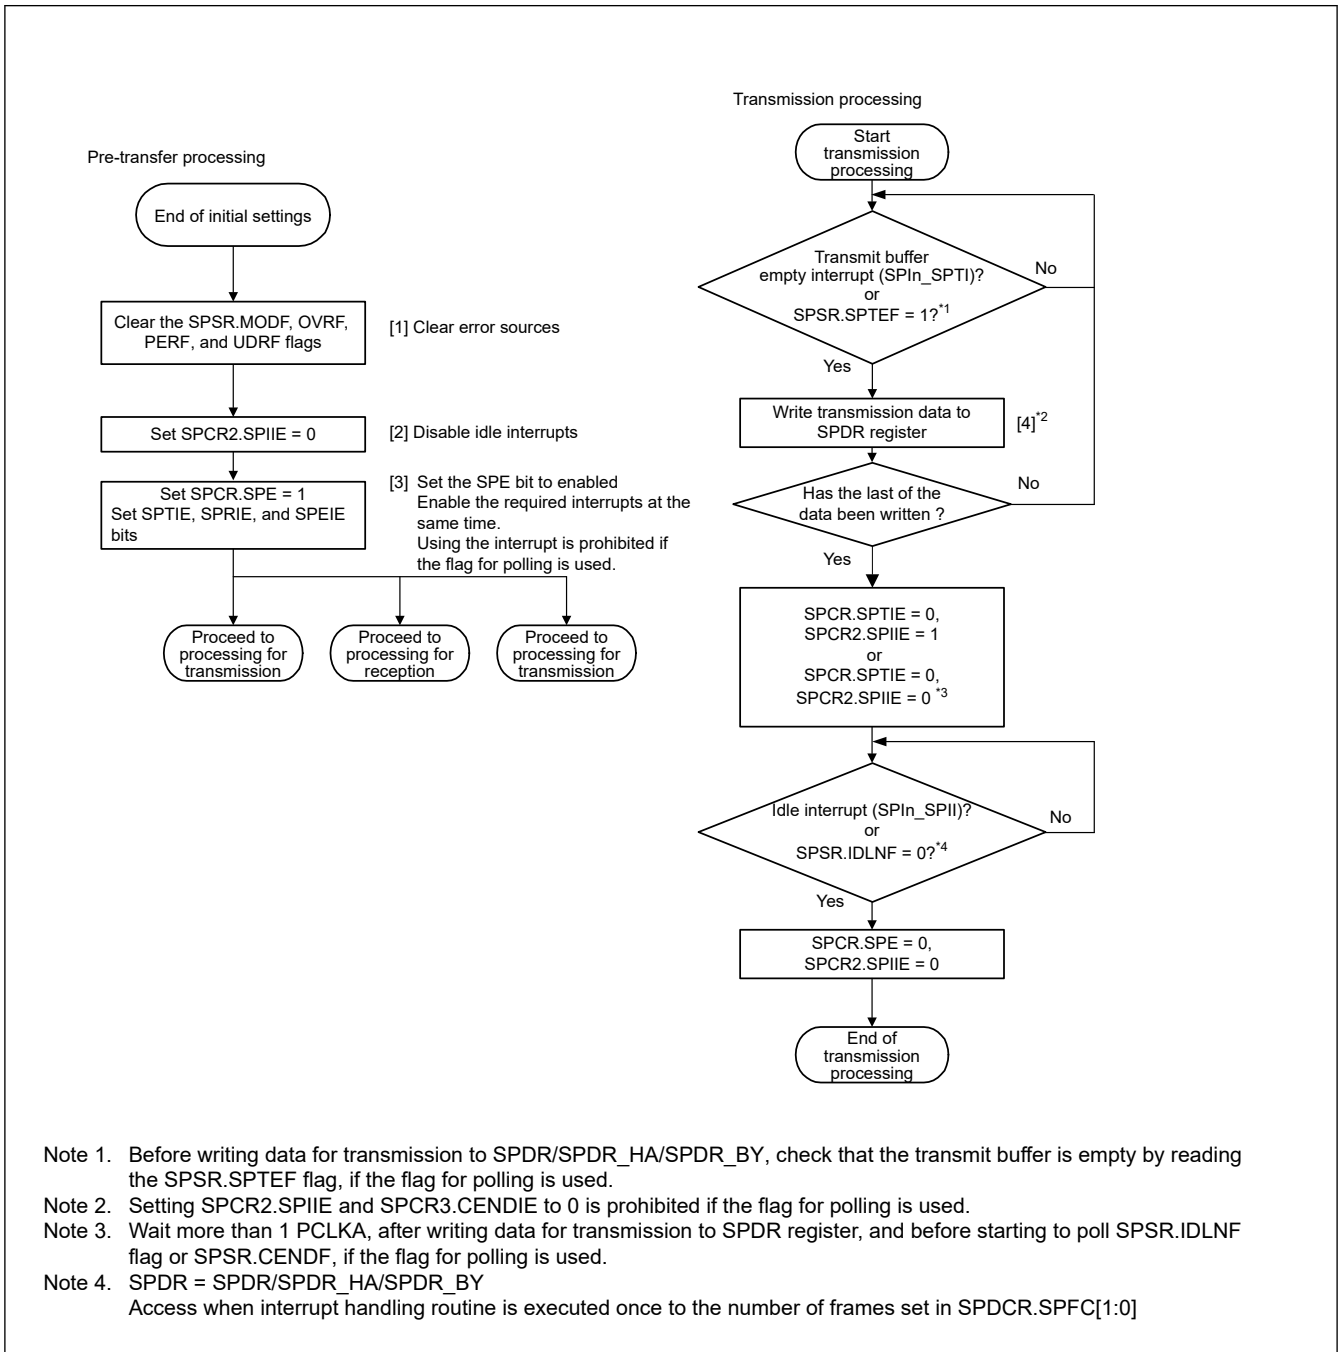 Pre-transfer processing
End of initial settings
Clear the SPSR.MODF, OVRF,
PERF, and UDRF flags
[1] Clear error sources
Set SPCR2.SPIIE = 0
[2] Disable idle interrupts
Set SPCR.SPE = 1
Set SPTIE, SPRIE, and SPEIE
bits
[3] Set the SPE bit to enabled
Enable the required interrupts at the
same time.
Using the interrupt is prohibited if
the flag for polling is used.
Proceed to
processing for
transmission
Proceed to
processing for
reception
Proceed to
processing for
transmission
Transmission processing
Start
transmission
processing
Transmit buffer
empty interrupt (SPIn_SPTI)?
or
SPSR.SPTEF = 1?*1
No
Yes
Write transmission data to
SPDR register
[4]*2
Has the last of the
data been written ?
No
Yes
SPCR.SPTIE = 0,
SPCR2.SPIIE = 1
or
SPCR.SPTIE = 0,
SPCR2.SPIIE = 0 *3
Idle interrupt (SPIn_SPII)?
or
SPSR.IDLNF = 0?*4
No
Yes
SPCR.SPE = 0,
SPCR2.SPIIE = 0
End of
transmission
processing
Note 1. Before writing data for transmission to SPDR/SPDR_HA/SPDR_BY, check that the transmit buffer is empty by reading
the SPSR.SPTEF flag, if the flag for polling is used.
Note 2. Setting SPCR2.SPIIE and SPCR3.CENDIE to 0 is prohibited if the flag for polling is used.
Note 3. Wait more than 1 PCLKA, after writing data for transmission to SPDR register, and before starting to poll SPSR.IDLNF
flag or SPSR.CENDF, if the flag for polling is used.
Note 4. SPDR = SPDR/SPDR_HA/SPDR_BY
Access when interrupt handling routine is executed once to the number of frames set in SPDCR.SPFC[1:0]